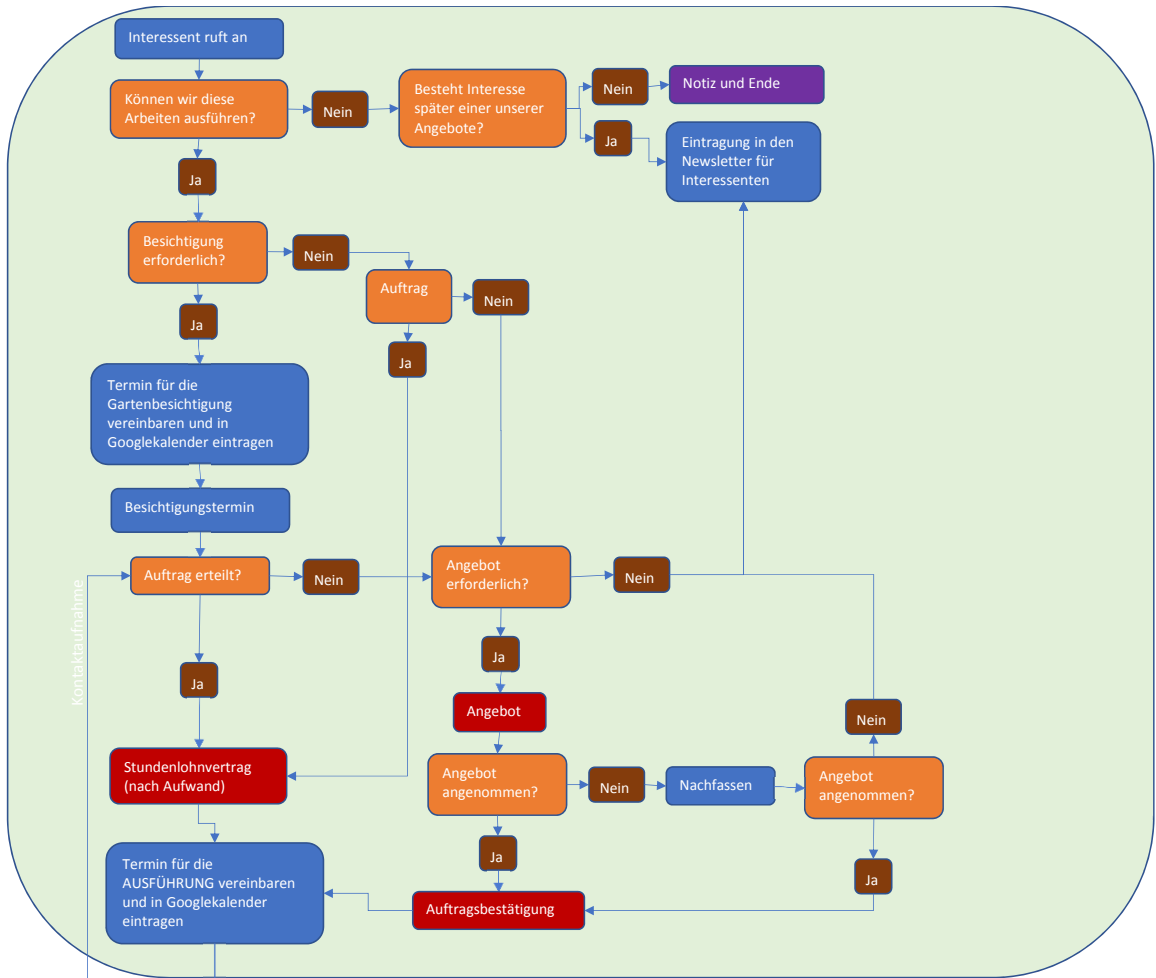 Interessent ruft an
Können wir diese
Arbeiten ausführen?
Nein
Besteht Interesse
später einer unserer
Angebote?
Nein
Notiz und Ende
Ja
Eintragung in den
Newsletter für
Interessenten
Ja
Besichtigung
erforderlich?
Nein
Auftrag
Nein
Ja
Ja
Termin für die
Gartenbesichtigung
vereinbaren und in
Googlekalender eintragen
Besichtigungstermin
Auftrag erteilt?
Nein
Angebot
erforderlich?
Nein
Kontaktaufnahme
Ja
Ja
Angebot
Nein
Stundenlohnvertrag
(nach Aufwand)
Angebot
angenommen?
Nein
Nachfassen
Angebot
angenommen?
Ja
Ja
Termin für die
AUSFÜHRUNG vereinbaren
und in Googlekalender
eintragen
Auftragsbestätigung